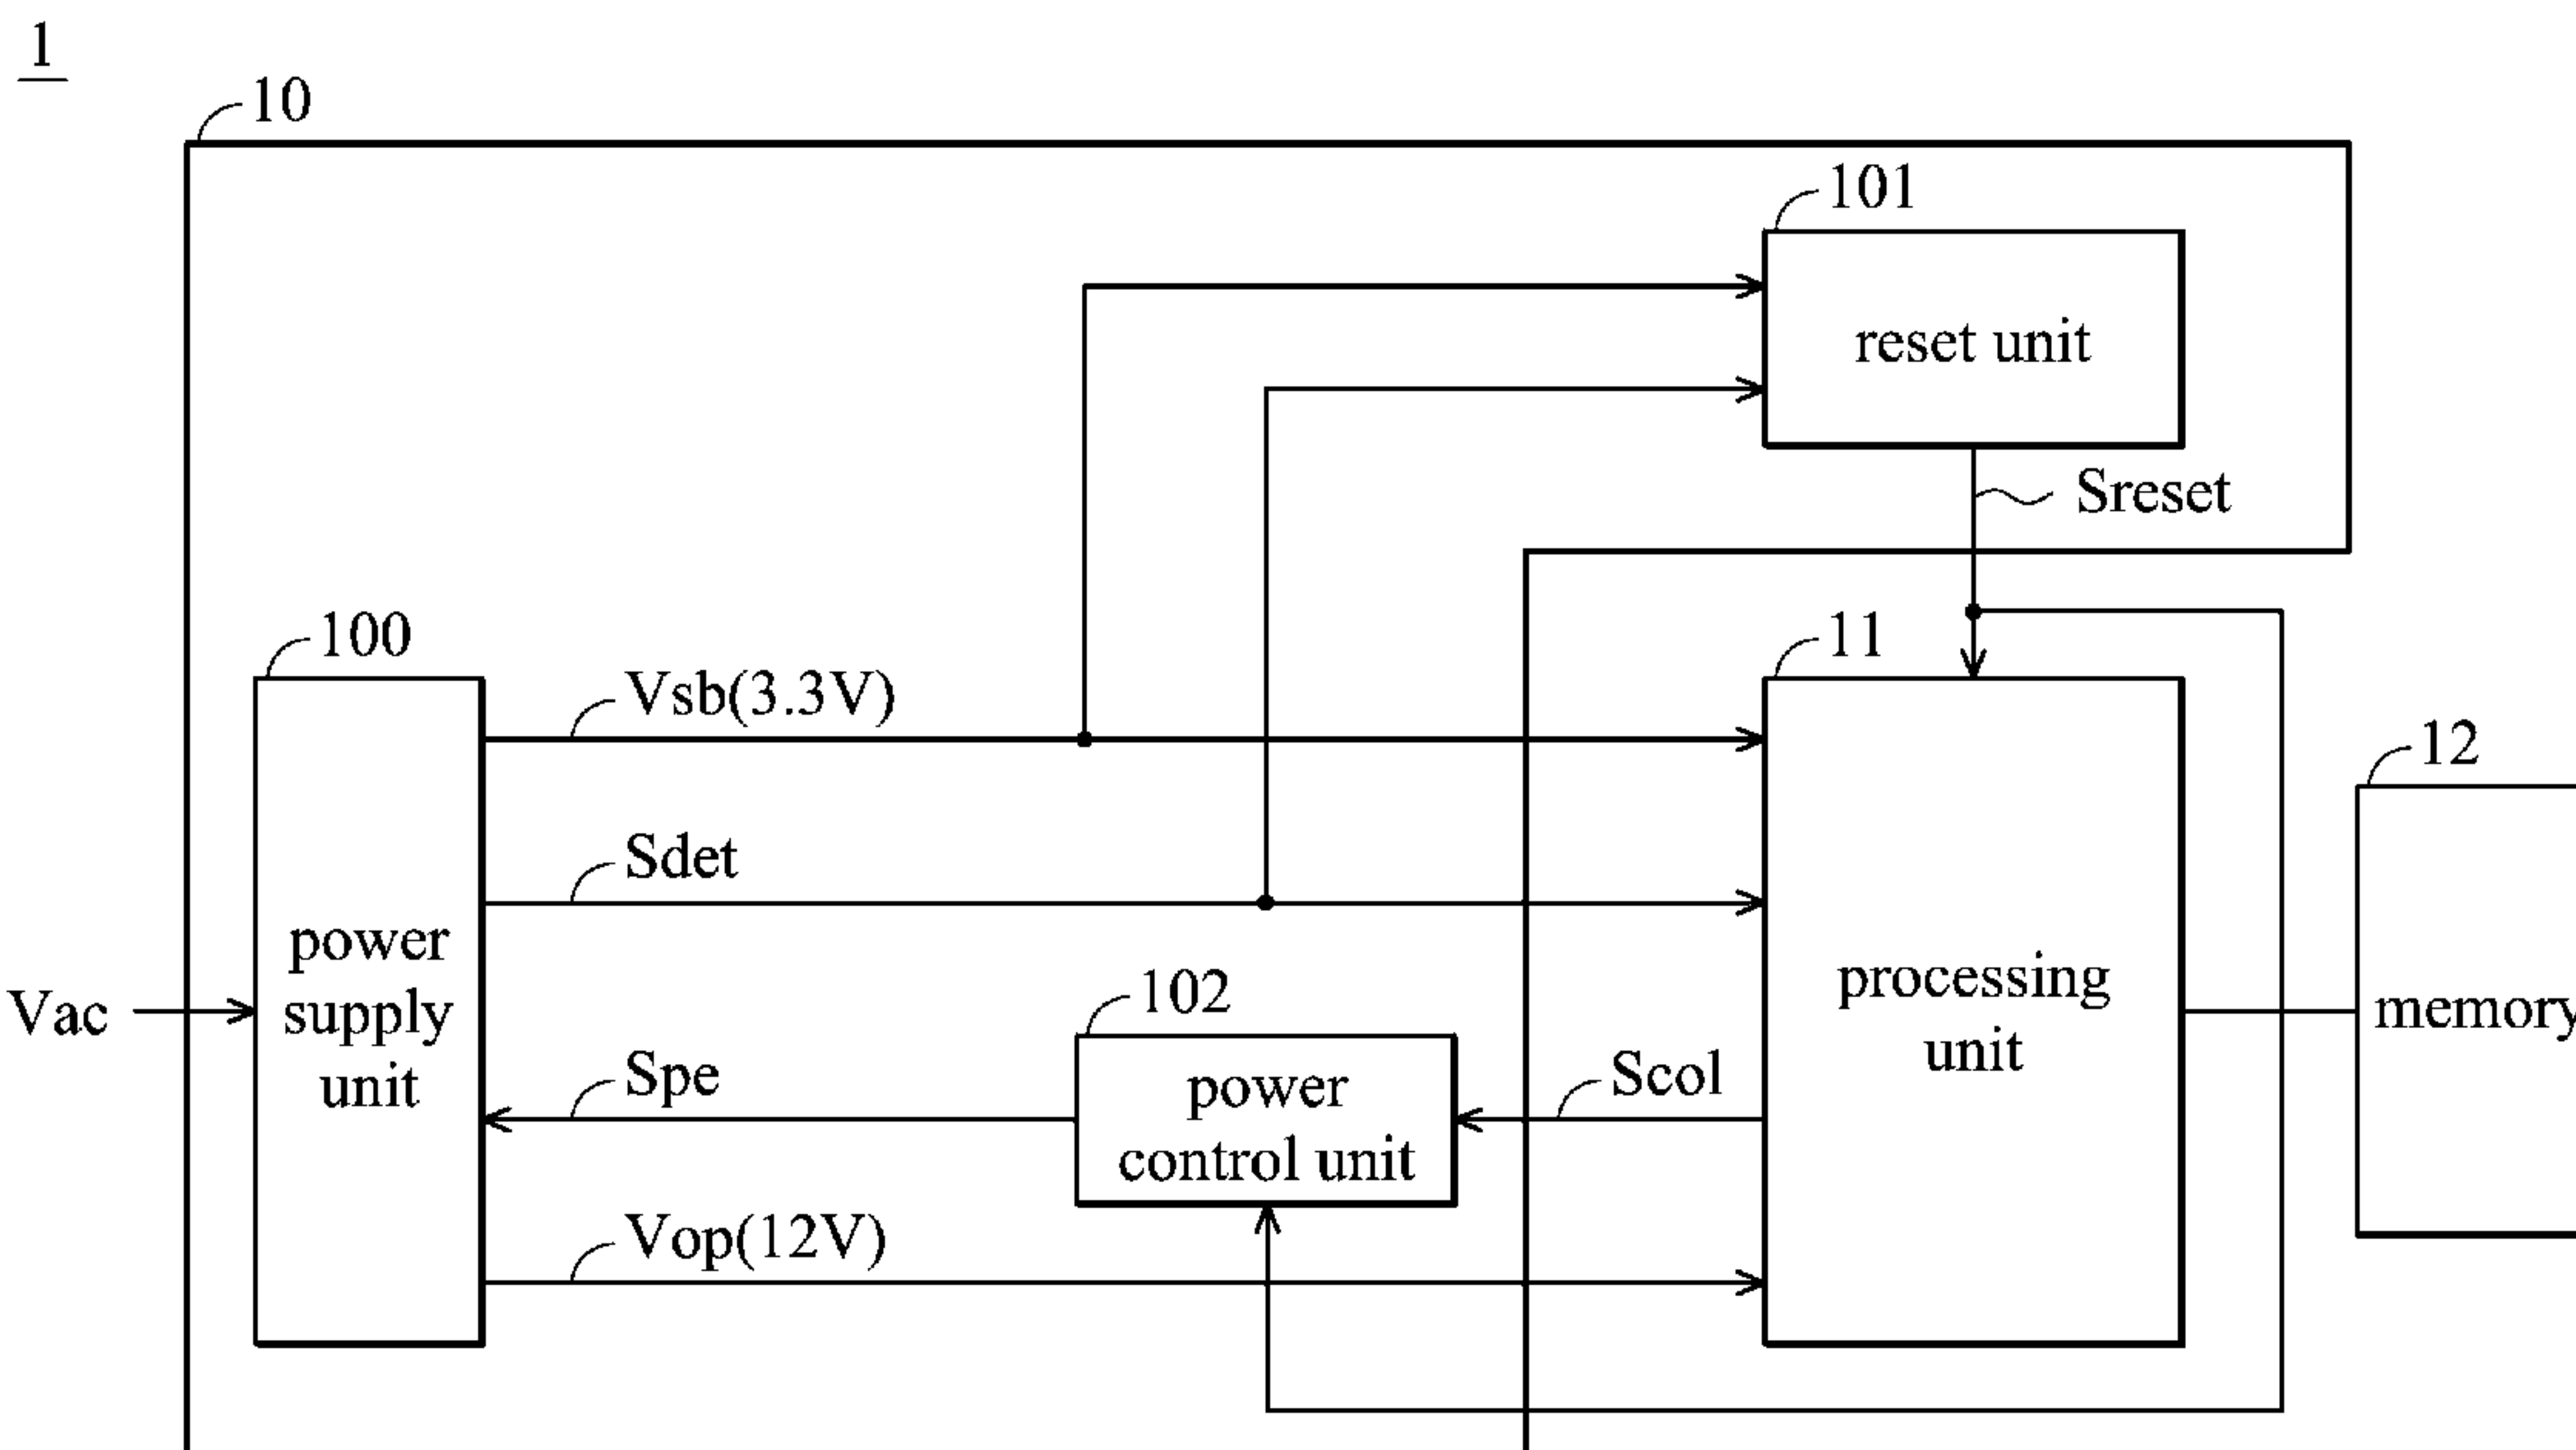 1
10
101
reset unit
Sreset
100
Vsb(3.3V)
11
12
Sdet
power
supply
unit
Vac
102
processing
unit
memory
Spe
power
control unit
Scol
Vop(12V)